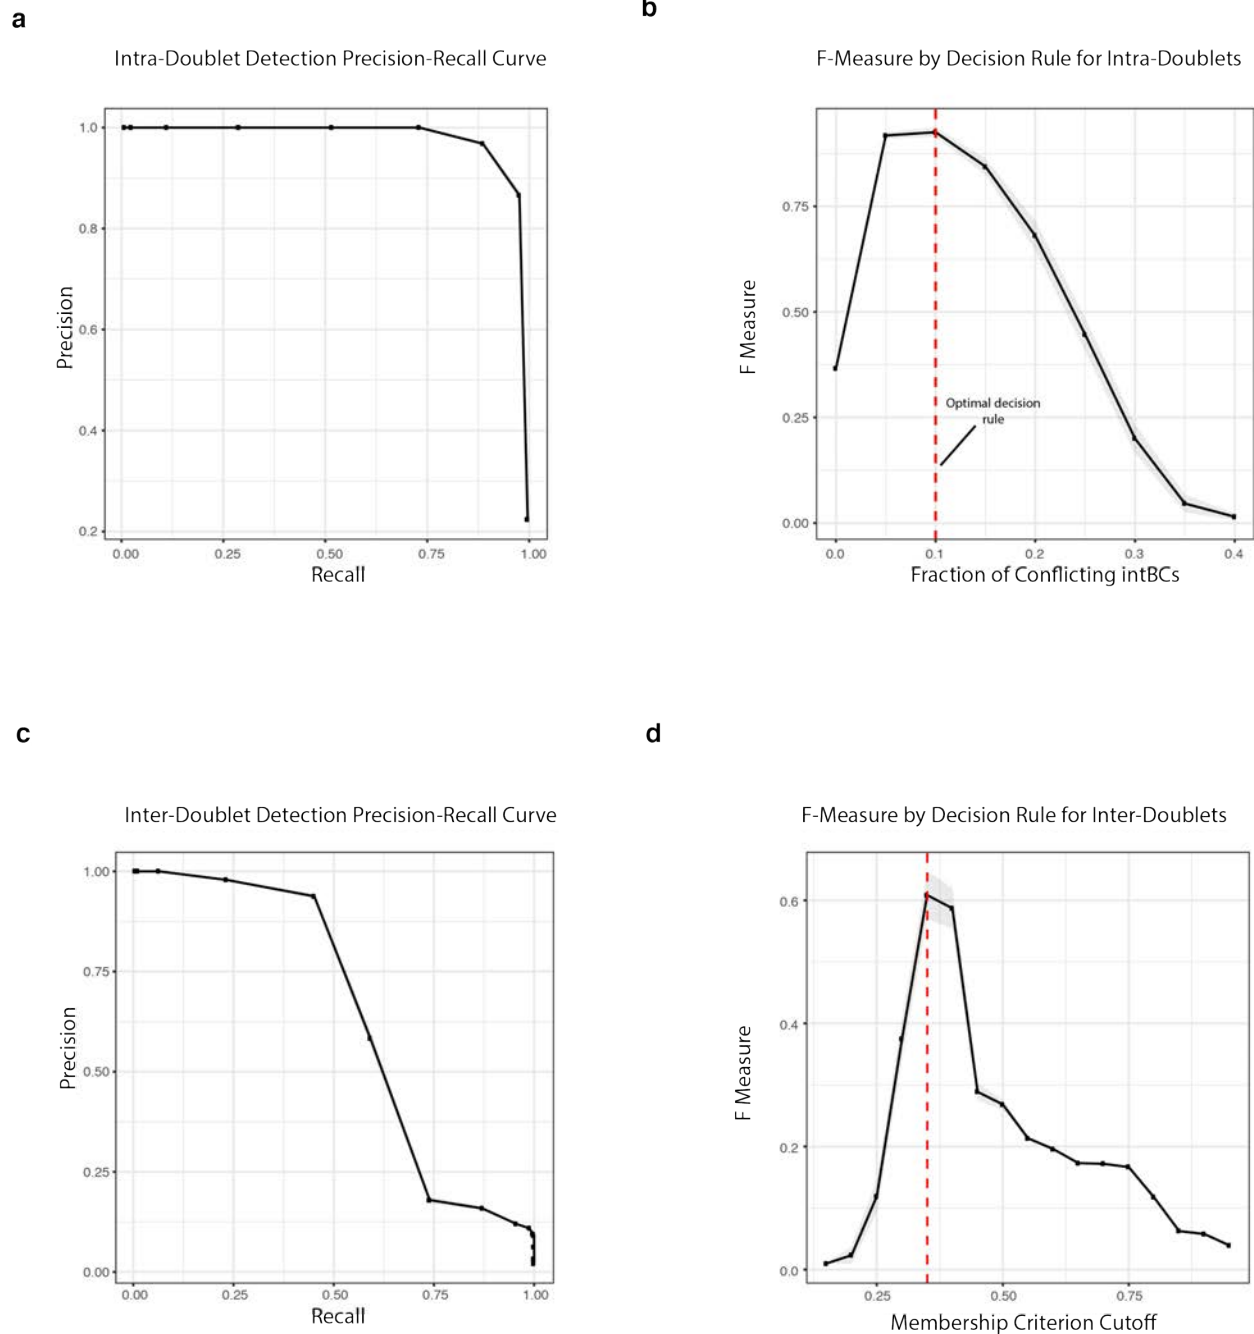 a
Intra-Doublet Detection Precision-Recall Curve
1.0
0.8
0.6
0.4
0.2
Precision
0.00 0.25 0.50 0.75 1.00
Recall
b
F-Measure by Decision Rule for Intra-Doublets
0.75
0.50
0.25
0.00
F Measure
Optimal decision
rule
0.0 0.1 0.2 0.3 0.4
Fraction of Conflicting intBCs
c
Inter-Doublet Detection Precision-Recall Curve
1.00
0.75
0.50
0.25
0.00
Precision
0.00 0.25 0.50 0.75 1.00
Recall
d
F-Measure by Decision Rule for Inter-Doublets
0.6
0.4
0.2
0.0
F Measure
0.25 0.50 0.75
Membership Criterion Cutoff